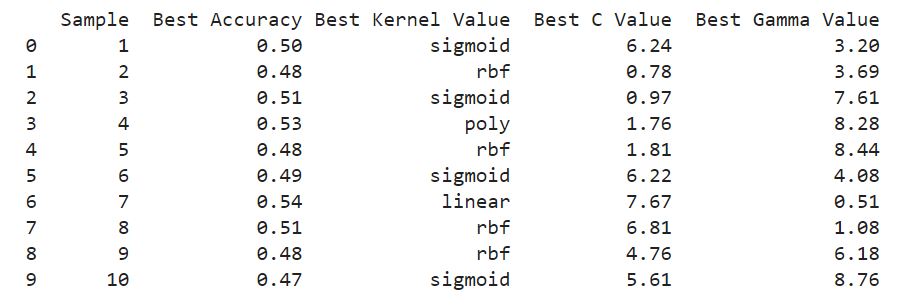 Sample Best Accuracy Best Kernel Value Best C Value Best Gamma Value
0 1 0.50 sigmoid 6.24 3.20
1 2 0.48 rbf 0.78 3.69
2 3 0.51 sigmoid 0.97 7.61
3 4 0.53 poly 1.76 8.28
4 5 0.48 rbf 1.81 8.44
5 6 0.49 sigmoid 6.22 4.08
6 7 0.54 linear 7.67 0.51
7 8 0.51 rbf 6.81 1.08
8 9 0.48 rbf 4.76 6.18
9 10 0.47 sigmoid 5.61 8.76